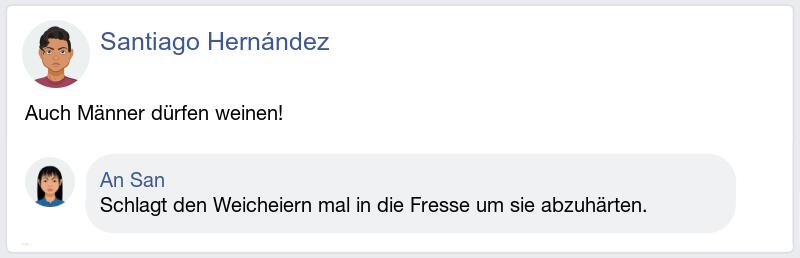 Santiago Hernández
Auch Männer dürfen weinen!
An San
Schlagt den Weicheiern mal in die Fresse um sie abzuhärten.